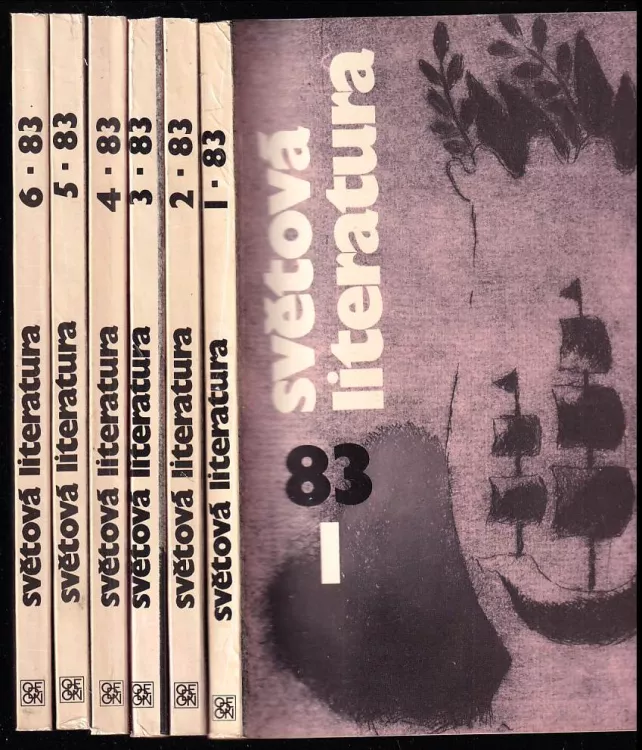 světová literatura 6 · 83
světová literatura 5 · 83
světová literatura 4 · 83
světová literatura 3 · 83
světová literatura 2 · 83
světová literatura 1 · 83
světová
literatura
83
1